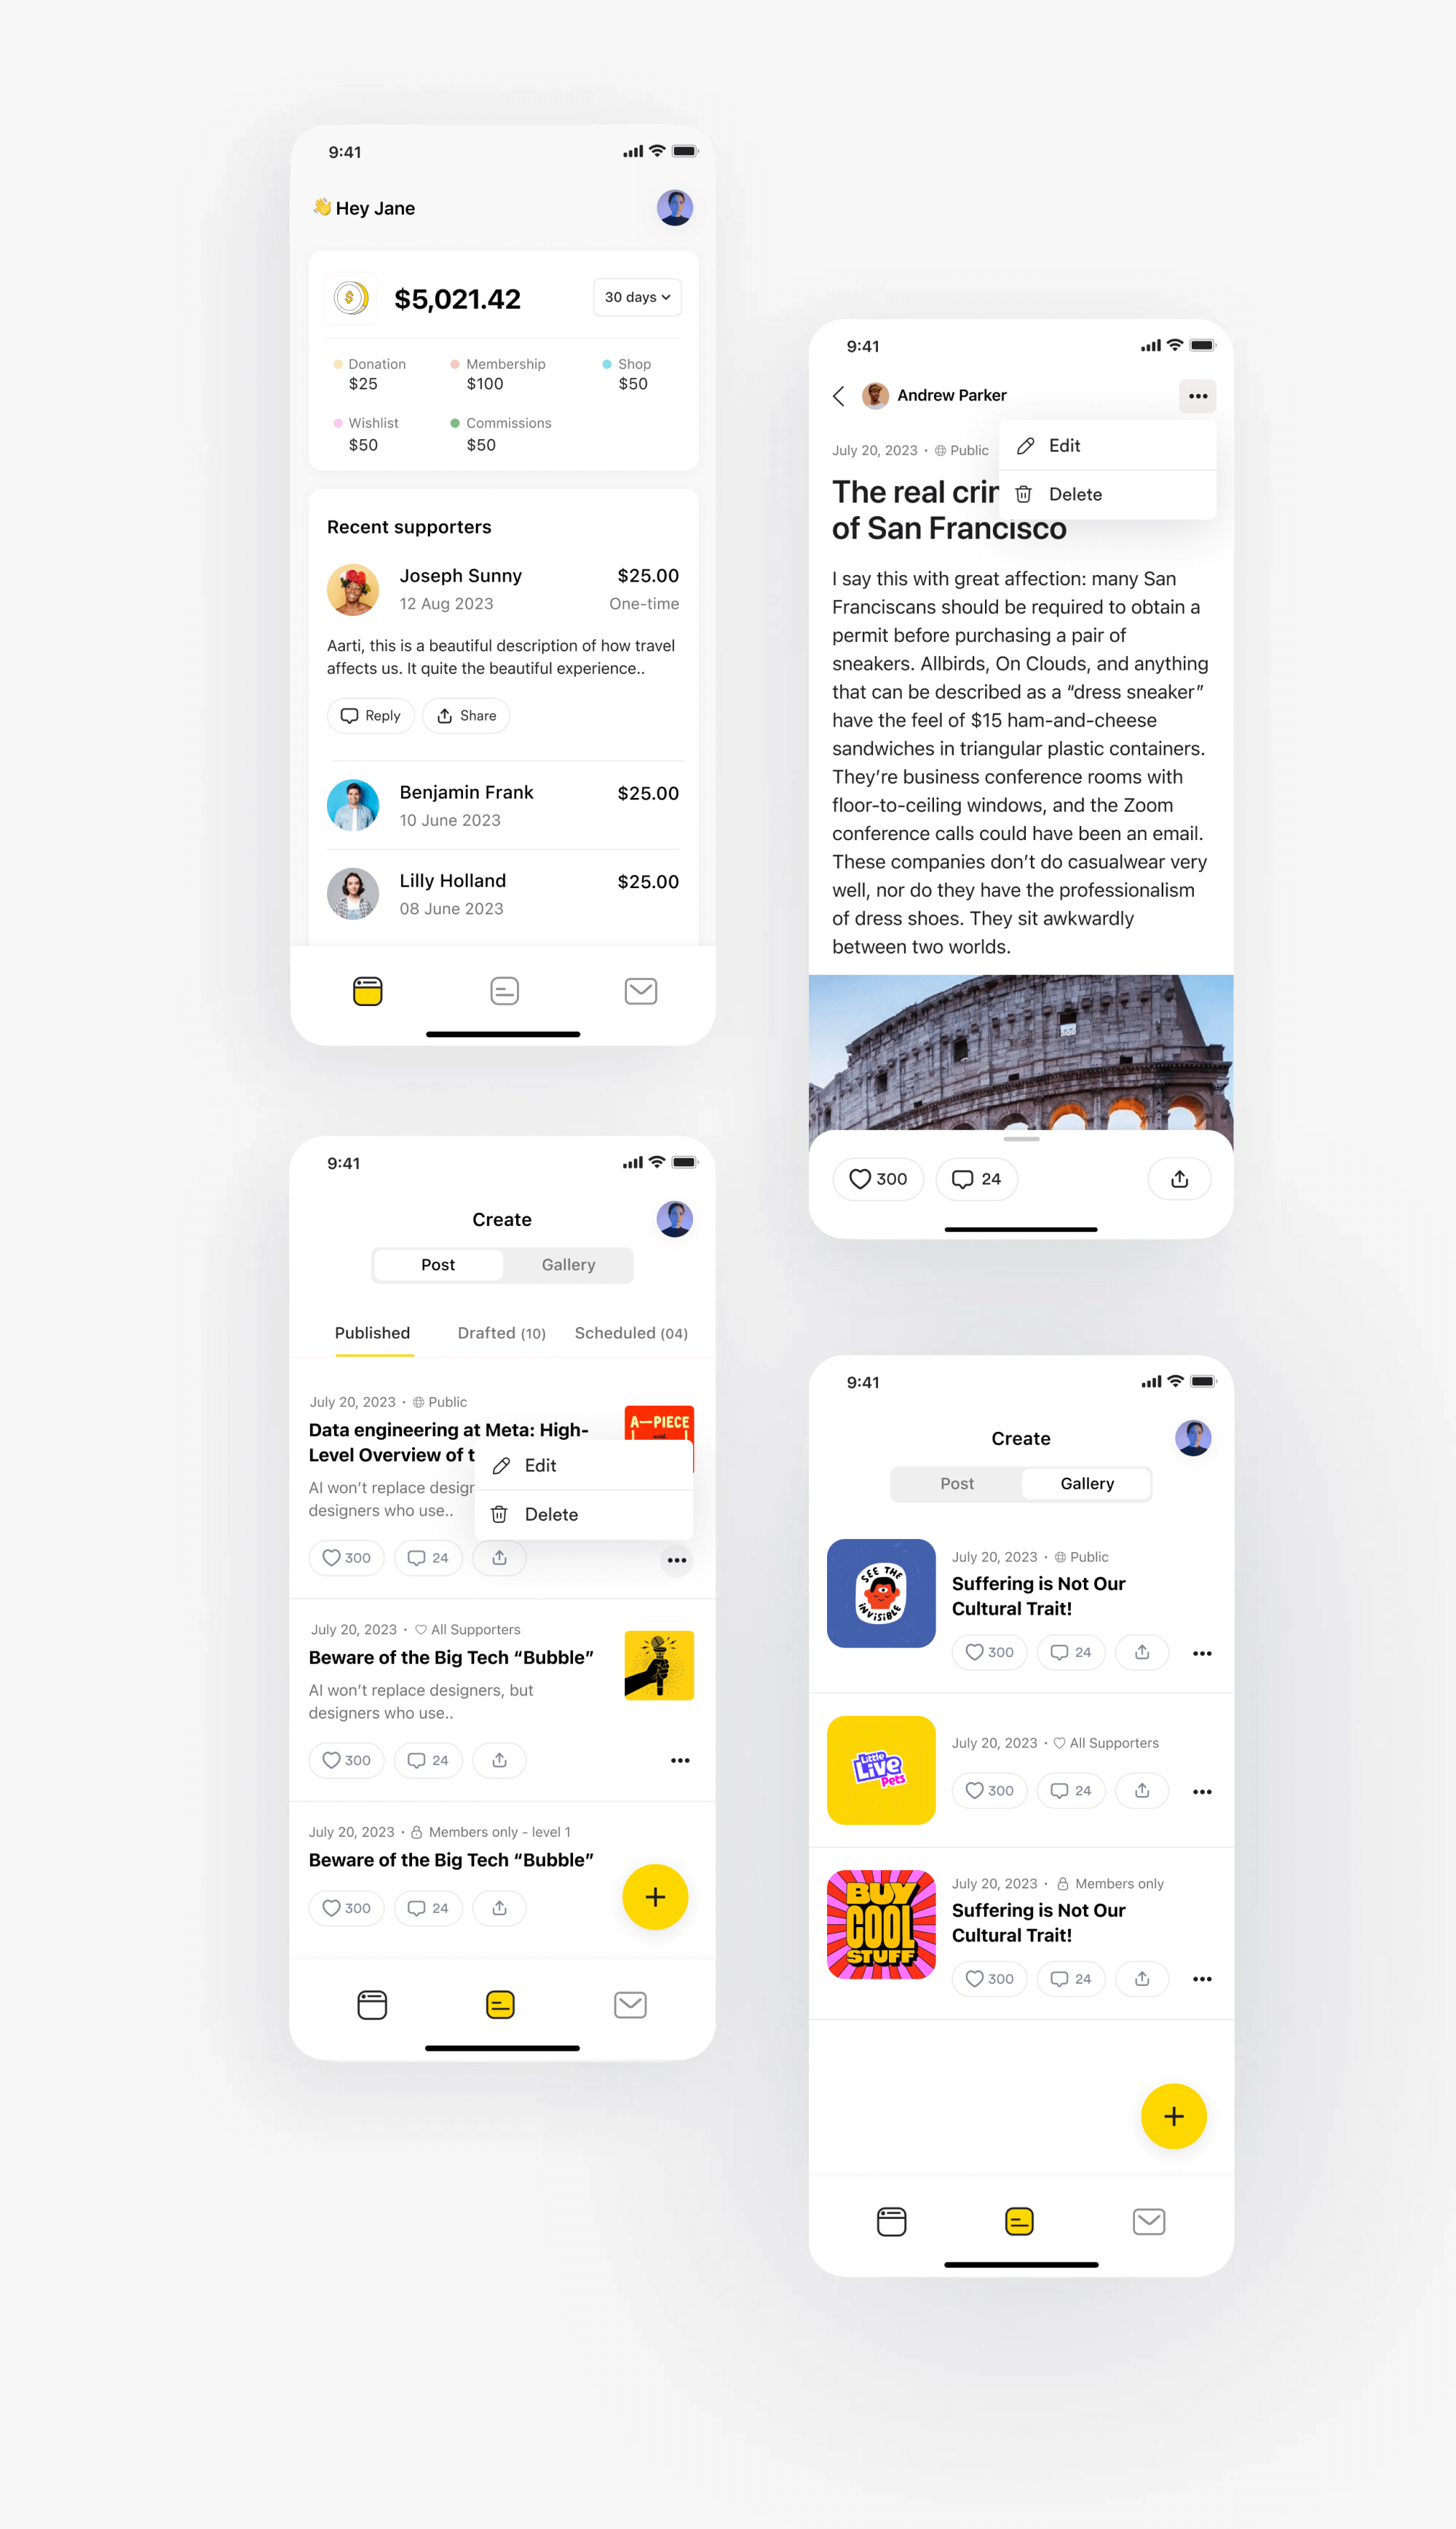 9:41
👋 Hey Jane
$5,021.42
30 days
Donation
$25
Membership
$100
Shop
$50
Wishlist
$50
Commissions
$50
Recent supporters
Joseph Sunny
$25.00
12 Aug 2023
One-time
Aarti, this is a beautiful description of how travel
affects us. It quite the beautiful experience..
Reply
Share
Benjamin Frank
$25.00
10 June 2023
Lilly Holland
$25.00
08 June 2023
9:41
Andrew Parker
July 20, 2023 · Public
Edit
Delete
The real
of San Francisco
I say this with great affection: many San
Franciscans should be required to obtain a
permit before purchasing a pair of
sneakers. Allbirds, On Clouds, and anything
that can be described as a “dress sneaker”
have the feel of $15 ham-and-cheese
sandwiches in triangular plastic containers.
They’re business conference rooms with
floor-to-ceiling windows, and the Zoom
conference calls could have been an email.
These companies don’t do casualwear very
well, nor do they have the professionalism
of dress shoes. They sit awkwardly
between two worlds.
300
24
9:41
Create
Post
Gallery
Published
Drafted (10)
Scheduled (04)
July 20, 2023 · Public
Data engineering at Meta: High-
Level Overview of t
AI won’t replace desigr
designers who use..
A—PIECE
with
Edit
Delete
300
24
July 20, 2023 · All Supporters
Beware of the Big Tech “Bubble”
AI won’t replace designers, but
designers who use..
300
24
July 20, 2023 · Members only - level 1
Beware of the Big Tech “Bubble”
300
24
9:41
Create
Post
Gallery
SEE THE
INVISIBLE
July 20, 2023 · Public
Suffering is Not Our
Cultural Trait!
300
24
Little
Live
Pets
July 20, 2023 · All Supporters
300
24
BUY
COOL
STUFF
July 20, 2023 · Members only
Suffering is Not Our
Cultural Trait!
300
24